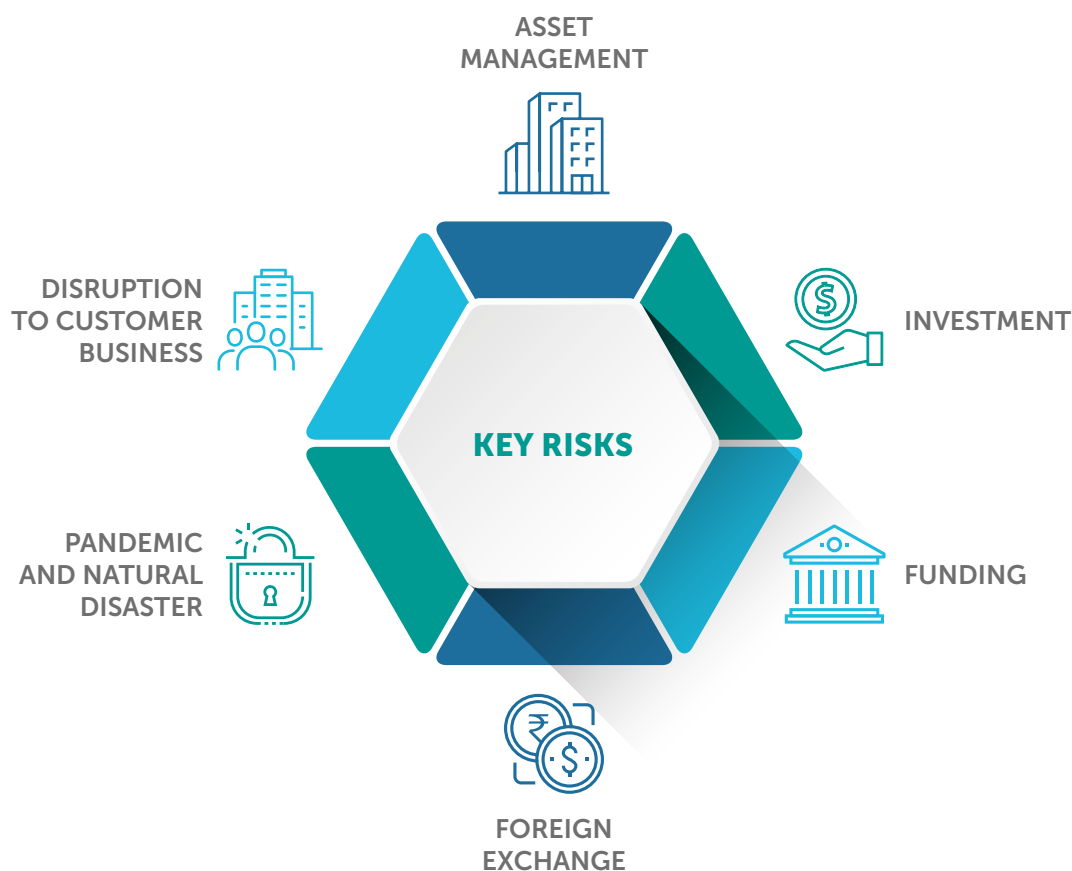 ASSET
MANAGEMENT
INVESTMENT
FUNDING
FOREIGN
EXCHANGE
PANDEMIC
AND NATURAL
DISASTER
DISRUPTION
TO CUSTOMER
BUSINESS
KEY RISKS
$
$
₹
$